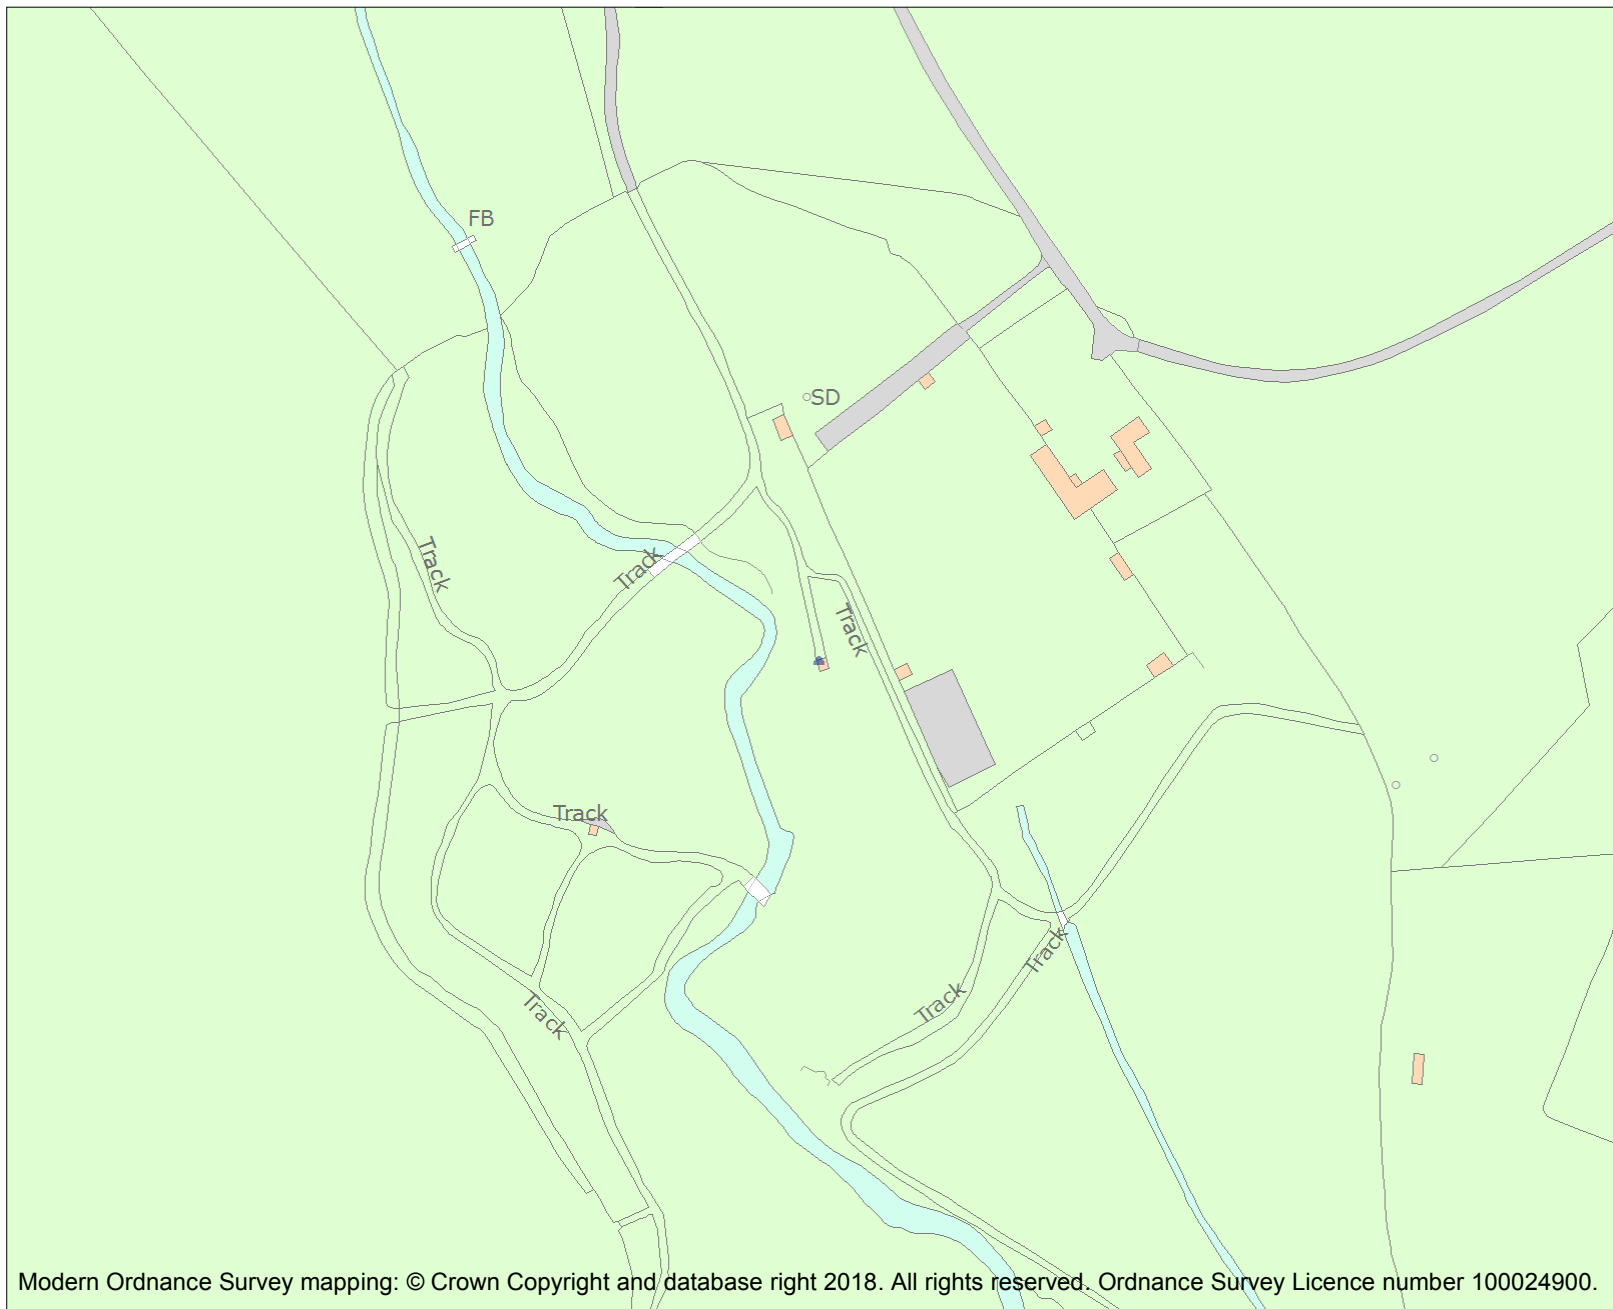 FB
SD
Track
Track
Track
Track
Track
Track
Track
Modern Ordnance Survey mapping: © Crown Copyright and database right 2018. All rights reserved. Ordnance Survey Licence number 100024900.